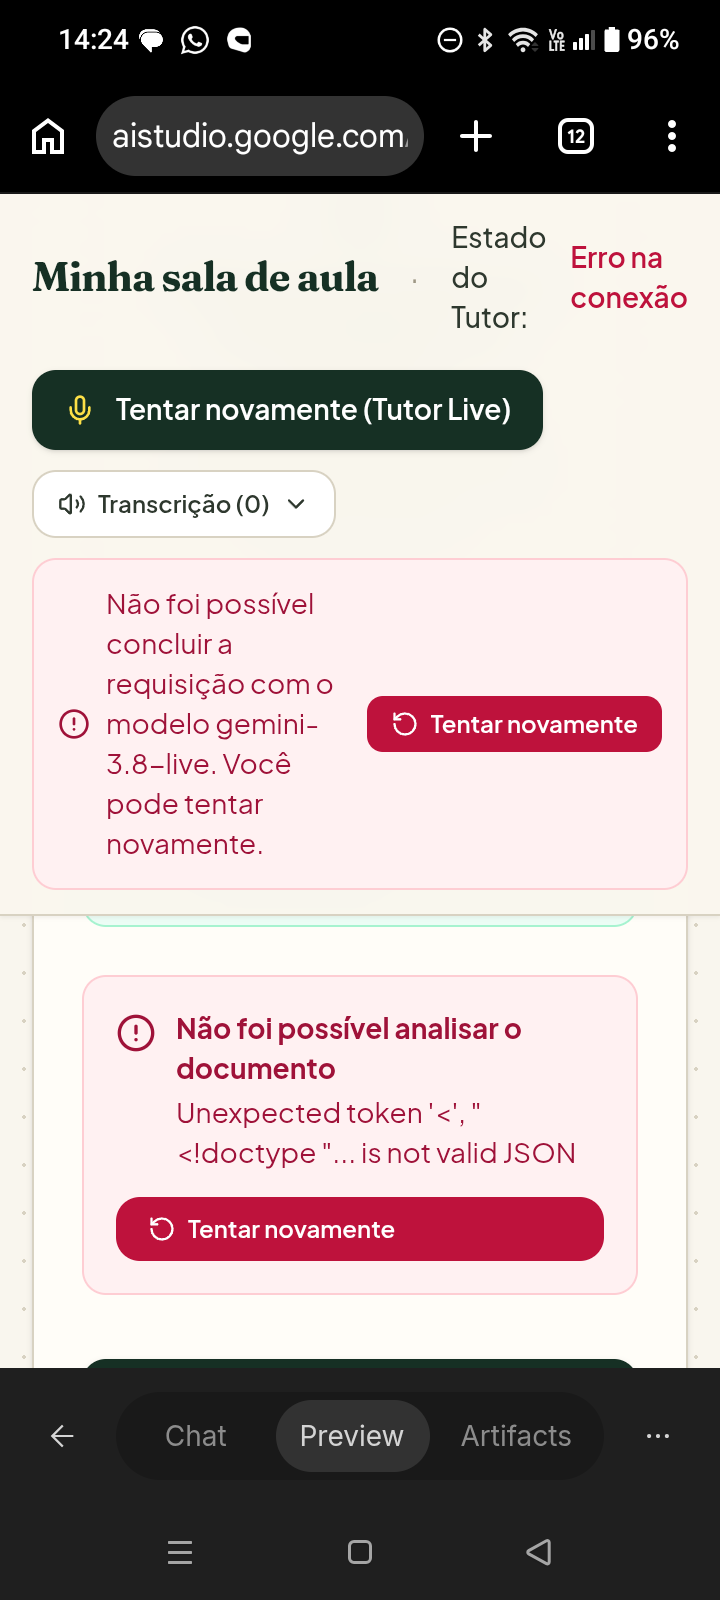 14:24
Vo
LTE
96%
aistudio.google.com/
12
Minha sala de aula
·
Estado
do
Tutor:
Erro na
conexão
Tentar novamente (Tutor Live)
Transcrição (0)
Não foi possível
concluir a
requisição com o
modelo gemini-
3.8-live. Você
pode tentar
novamente.
Tentar novamente
Não foi possível analisar o
documento
Unexpected token '<', "
<!doctype "... is not valid JSON
Tentar novamente
Chat
Preview
Artifacts